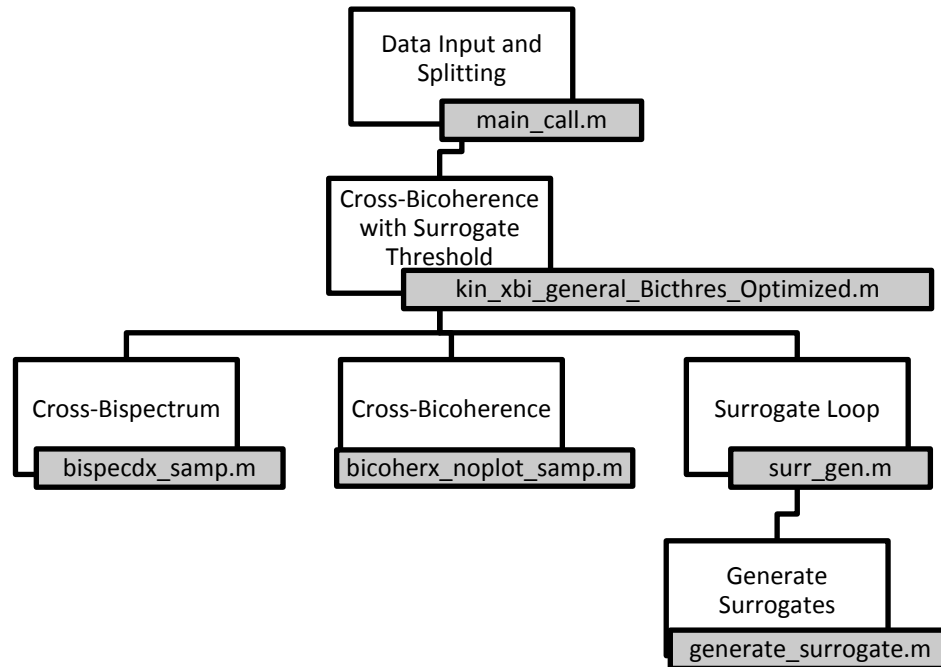 Data Input and
Splitting
main_call.m
Cross-Bicoherence
with Surrogate
Threshold
kin_xbi_general_Bicthres_Optimized.m
Cross-Bispectrum
bispecdx_samp.m
Cross-Bicoherence
bicoherx_noplot_samp.m
Surrogate Loop
surr_gen.m
Generate
Surrogates
generate_surrogate.m